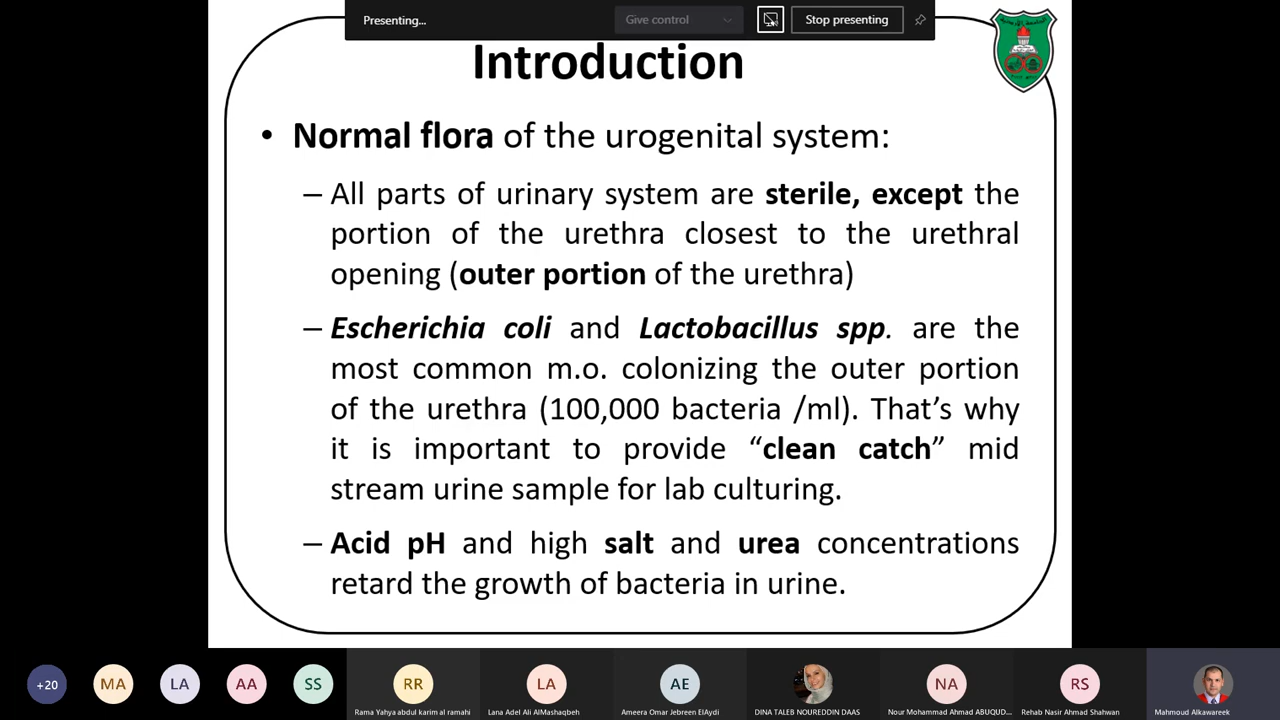 Presenting...
Give control
Stop presenting
Introduction
• Normal flora of the urogenital system:
– All parts of urinary system are sterile, except the
portion of the urethra closest to the urethral
opening (outer portion of the urethra)
– Escherichia coli and Lactobacillus spp. are the
most common m.o. colonizing the outer portion
of the urethra (100,000 bacteria /ml). That’s why
it is important to provide “clean catch” mid
stream urine sample for lab culturing.
– Acid pH and high salt and urea concentrations
retard the growth of bacteria in urine.
+20
MA
LA
AA
SS
RR
LA
AE
NA
RS
Rama Yahya abdul karim al ramahi
Lana Adel Ali AlMashaqbeh
Ameera Omar Jebreen ElAydi
DINA TALEB NOUREDDIN DAAS
Nour Mohammad Ahmad ABUQUD...
Rehab Nasir Ahmad Shahwan
Mahmoud Alkawareek